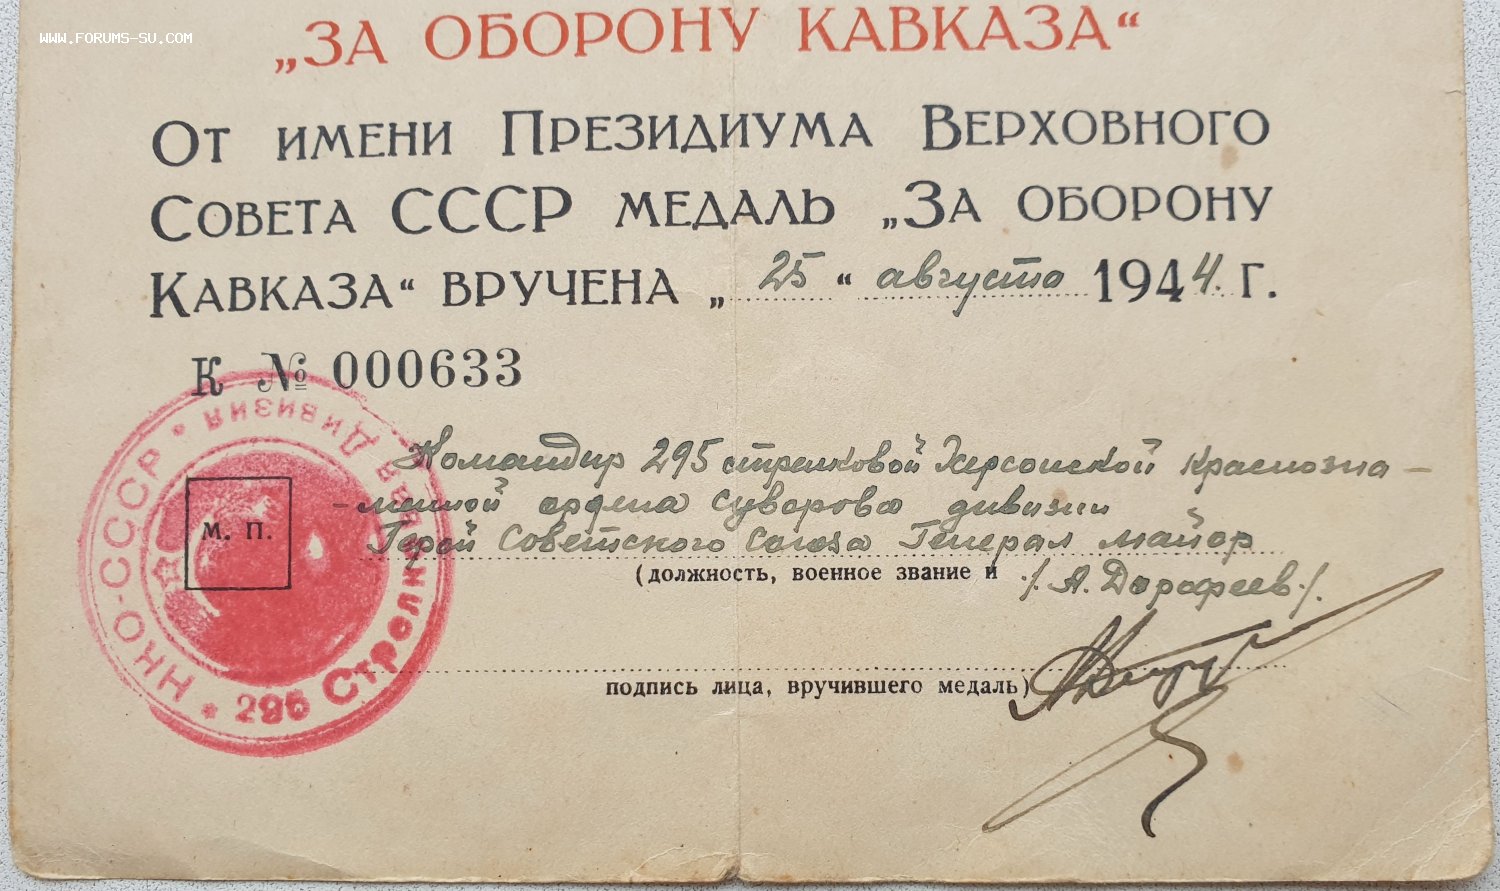 WWW.FORUMS-SU.COM
„ЗА ОБОРОНУ КАВКАЗА“
От имени Президиума Верховного
Совета СССР медаль „За оборону
Кавказа“ вручена „25“ августа 1944 г.
К № 000633
Командир 295 стрелковой Херсонской Краснозна-
-менной ордена Суворова дивизии
Герой Советского Союза Генерал майор
(должность, военное звание и
/А. Дорофеев/.
М. П.
подпись лица, вручившего медаль)
ННО-СССР * 295 Стрелковая Дивизия *